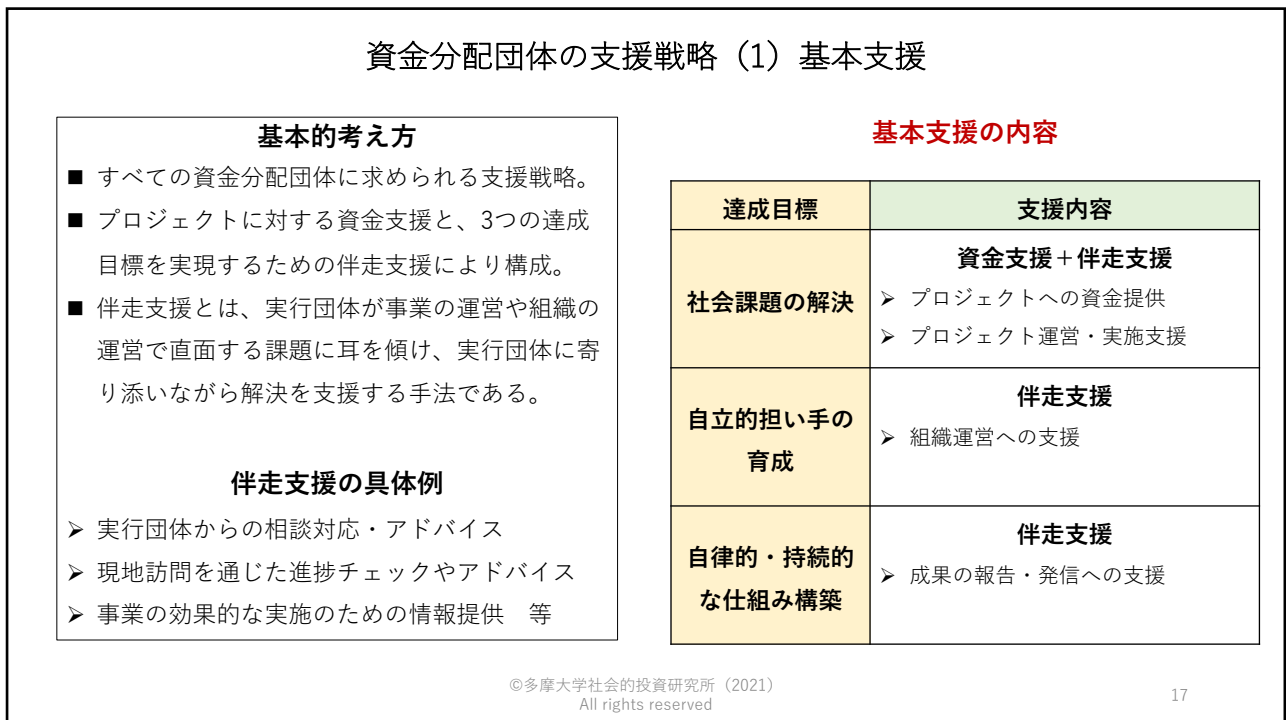 資金分配団体の支援戦略（1）基本支援
基本的考え方
■ すべての資金分配団体に求められる支援戦略。
■ プロジェクトに対する資金支援と、3つの達成
目標を実現するための伴走支援により構成。
■ 伴走支援とは、実行団体が事業の運営や組織の
運営で直面する課題に耳を傾け、実行団体に寄
り添いながら解決を支援する手法である。
伴走支援の具体例
➢ 実行団体からの相談対応・アドバイス
➢ 現地訪問を通じた進捗チェックやアドバイス
➢ 事業の効果的な実施のための情報提供　等
基本支援の内容
達成目標
支援内容
社会課題の解決
資金支援＋伴走支援
➢ プロジェクトへの資金提供
➢ プロジェクト運営・実施支援
自立的担い手の
育成
伴走支援
➢ 組織運営への支援
自律的・持続的
な仕組み構築
伴走支援
➢ 成果の報告・発信への支援
©多摩大学社会的投資研究所（2021）
All rights reserved
17